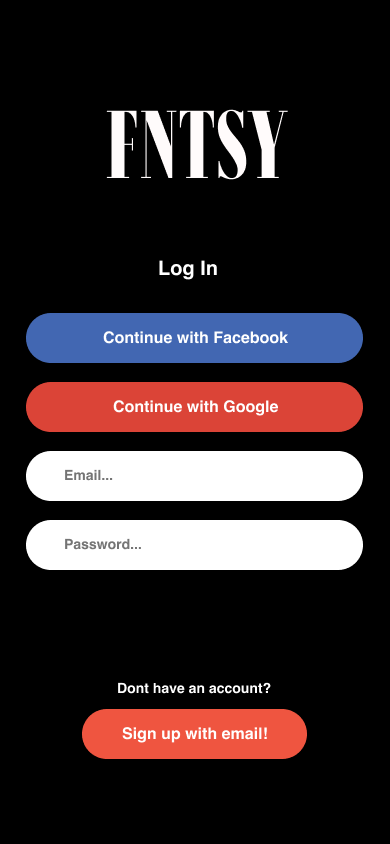 FNTSY
Log In
Continue with Facebook
Continue with Google
Email...
Password...
Dont have an account?
Sign up with email!